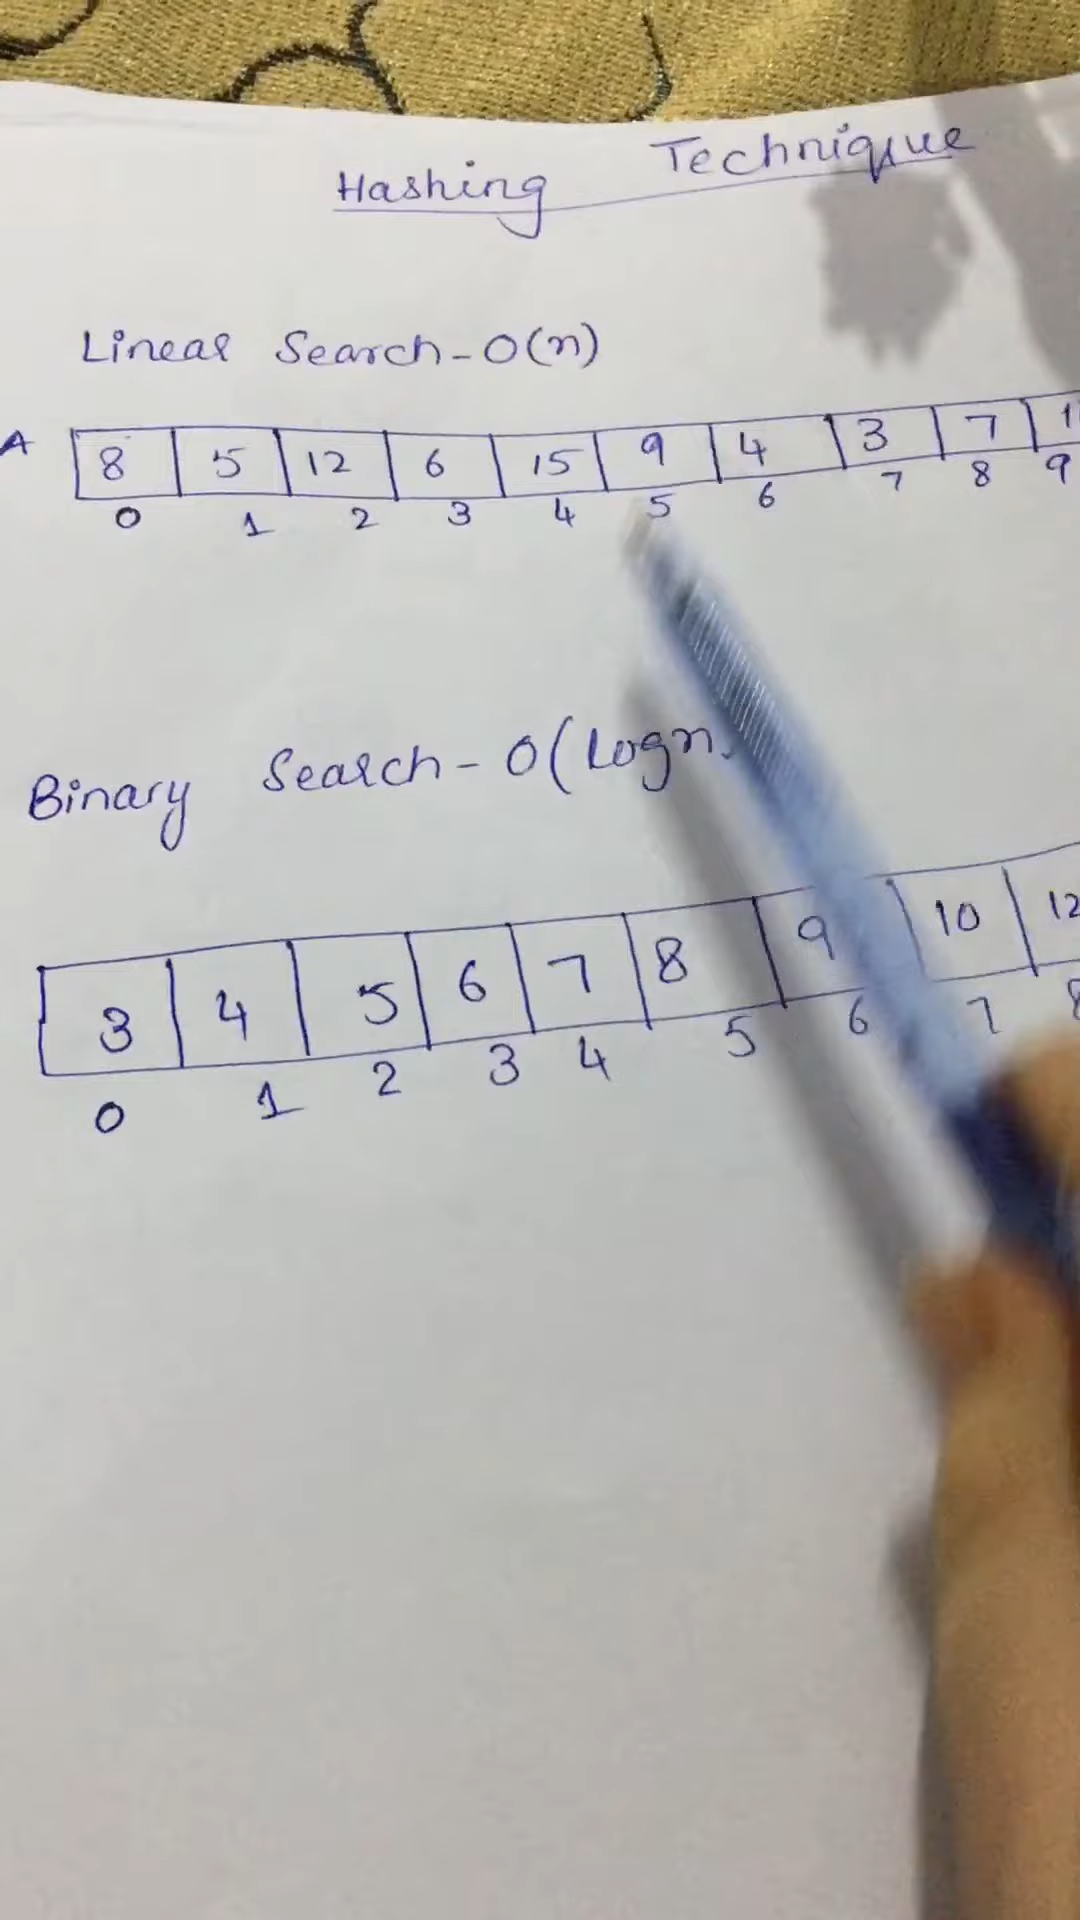 Hashing Technique
Linear Search - O(n)
A 8 5 12 6 15 9 4 3 7
0 1 2 3 4 5 6 7 8 9
Binary Search - O(Logn
3 4 5 6 7 8 9 10 12
0 1 2 3 4 5 6 7 8